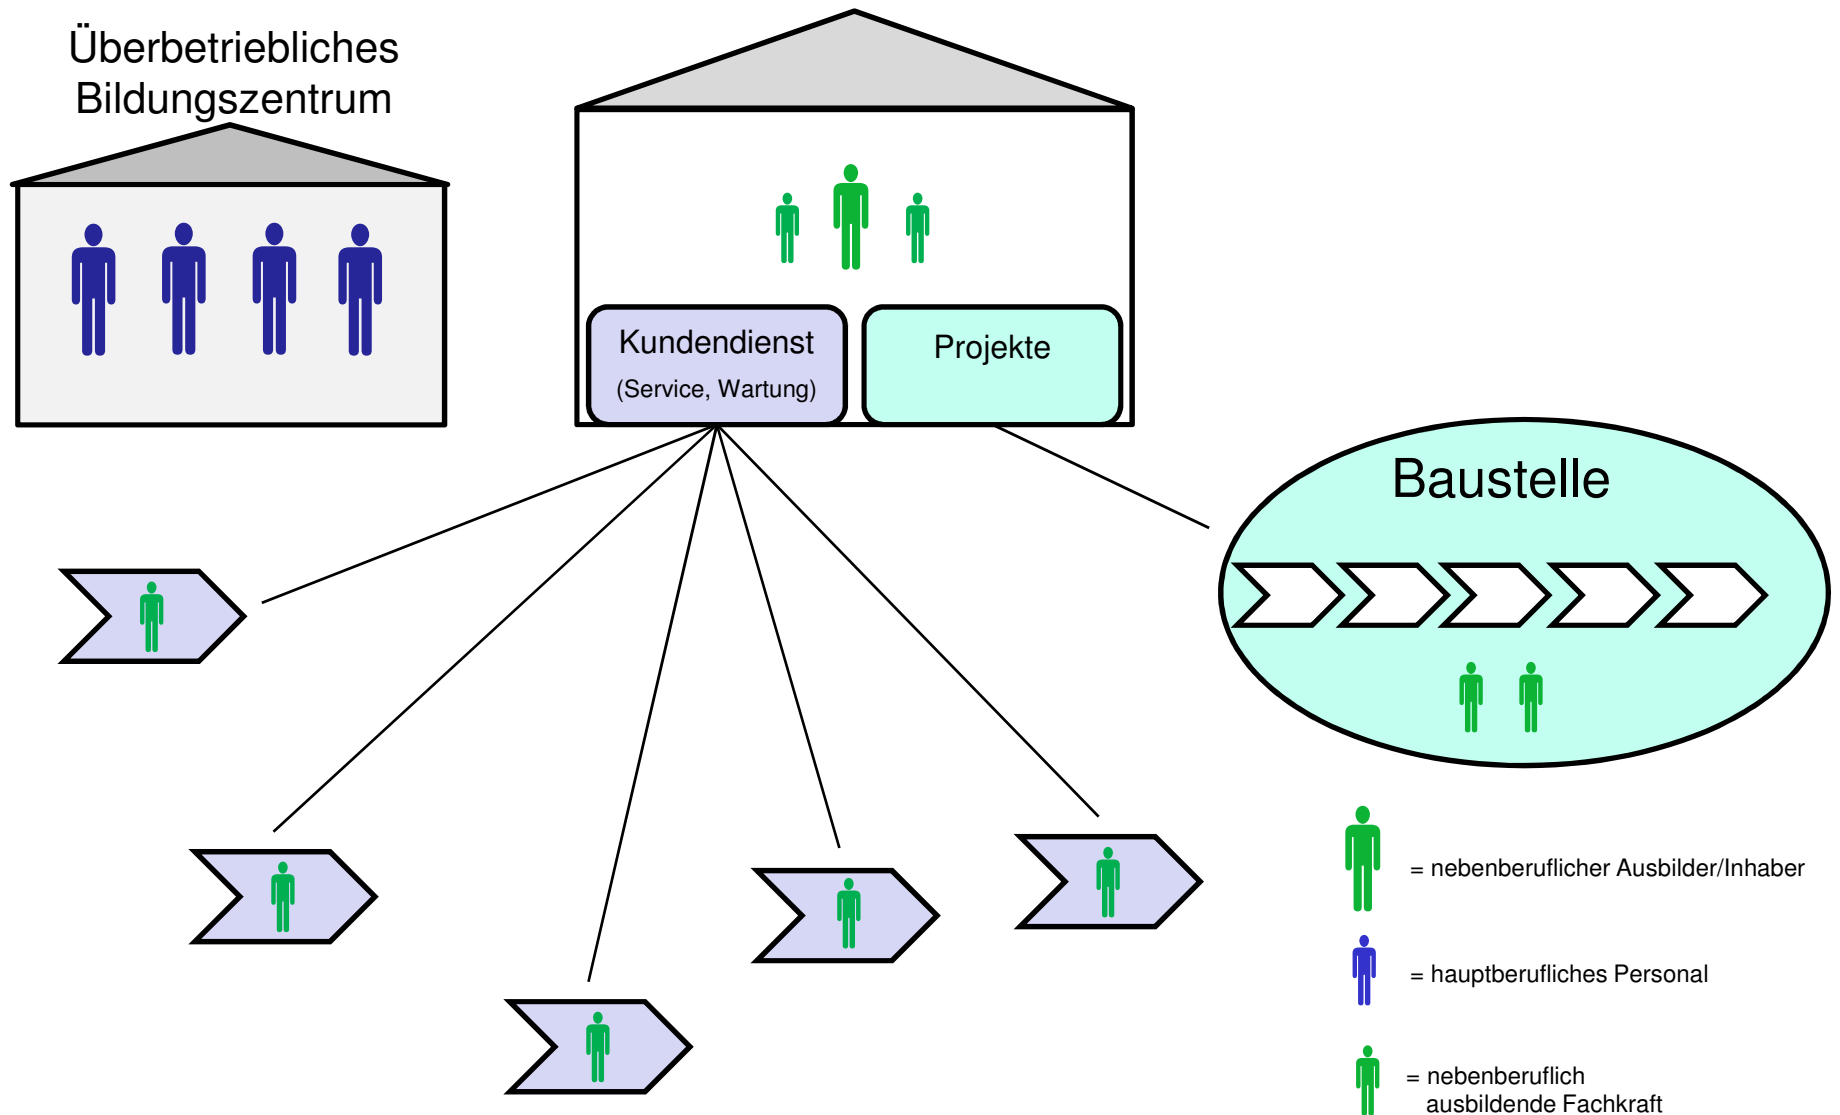 Überbetriebliches
Bildungszentrum
Kundendienst
(Service, Wartung)
Projekte
Baustelle
= nebenberuflicher Ausbilder/Inhaber
= hauptberufliches Personal
= nebenberuflich
ausbildende Fachkraft